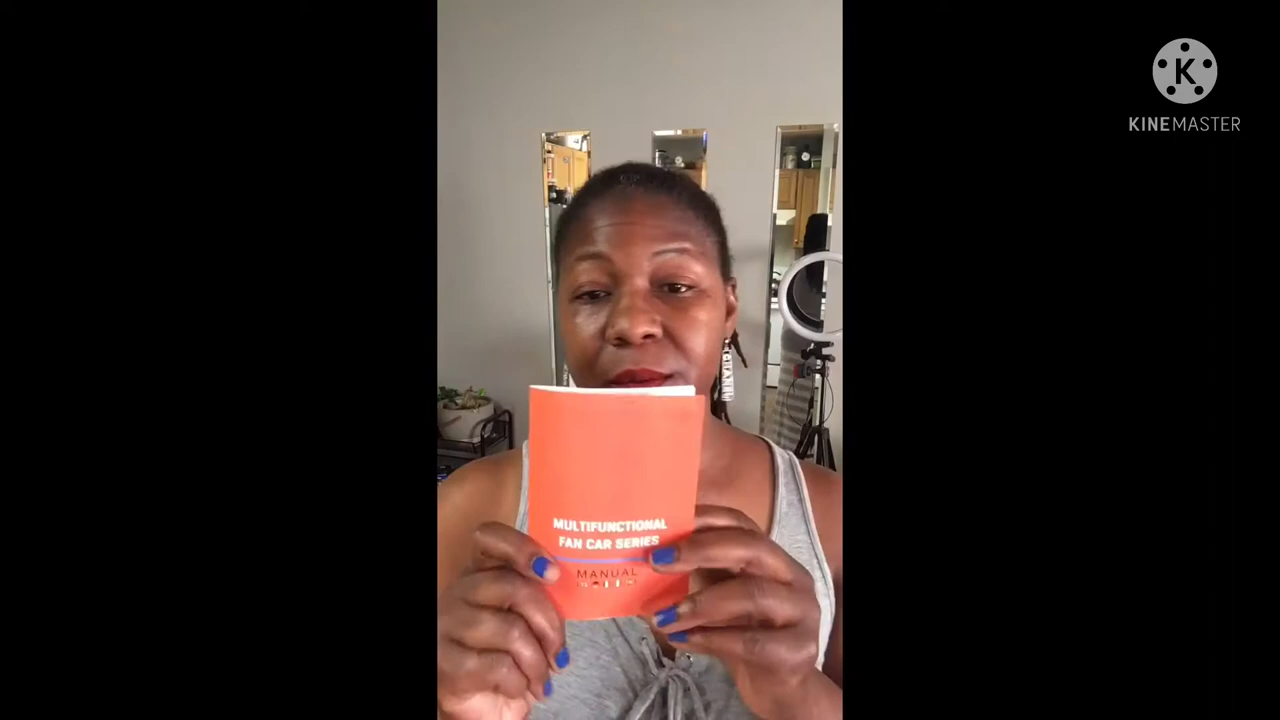 K
KINEMASTER
MULTIFUNCTIONAL
FAN CAR SERIES
MANUAL